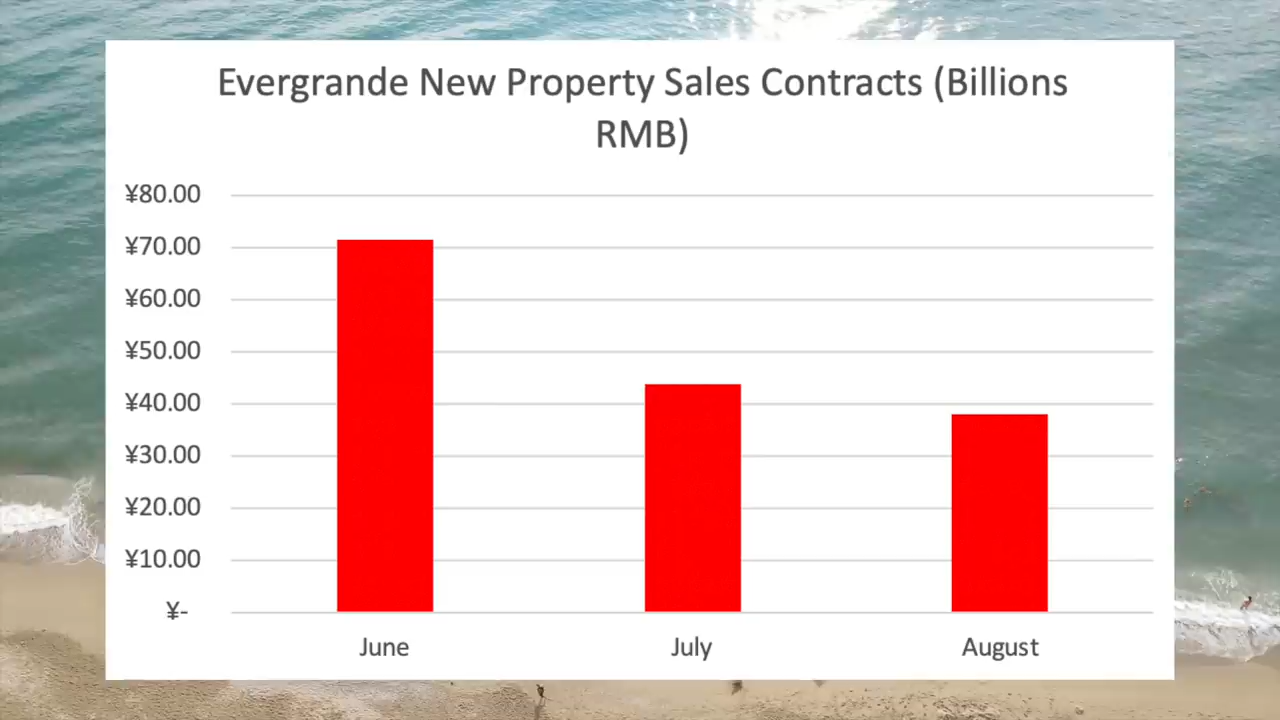 Evergrande New Property Sales Contracts (Billions
RMB)
¥80.00
¥70.00
¥60.00
¥50.00
¥40.00
¥30.00
¥20.00
¥10.00
¥-
June
July
August